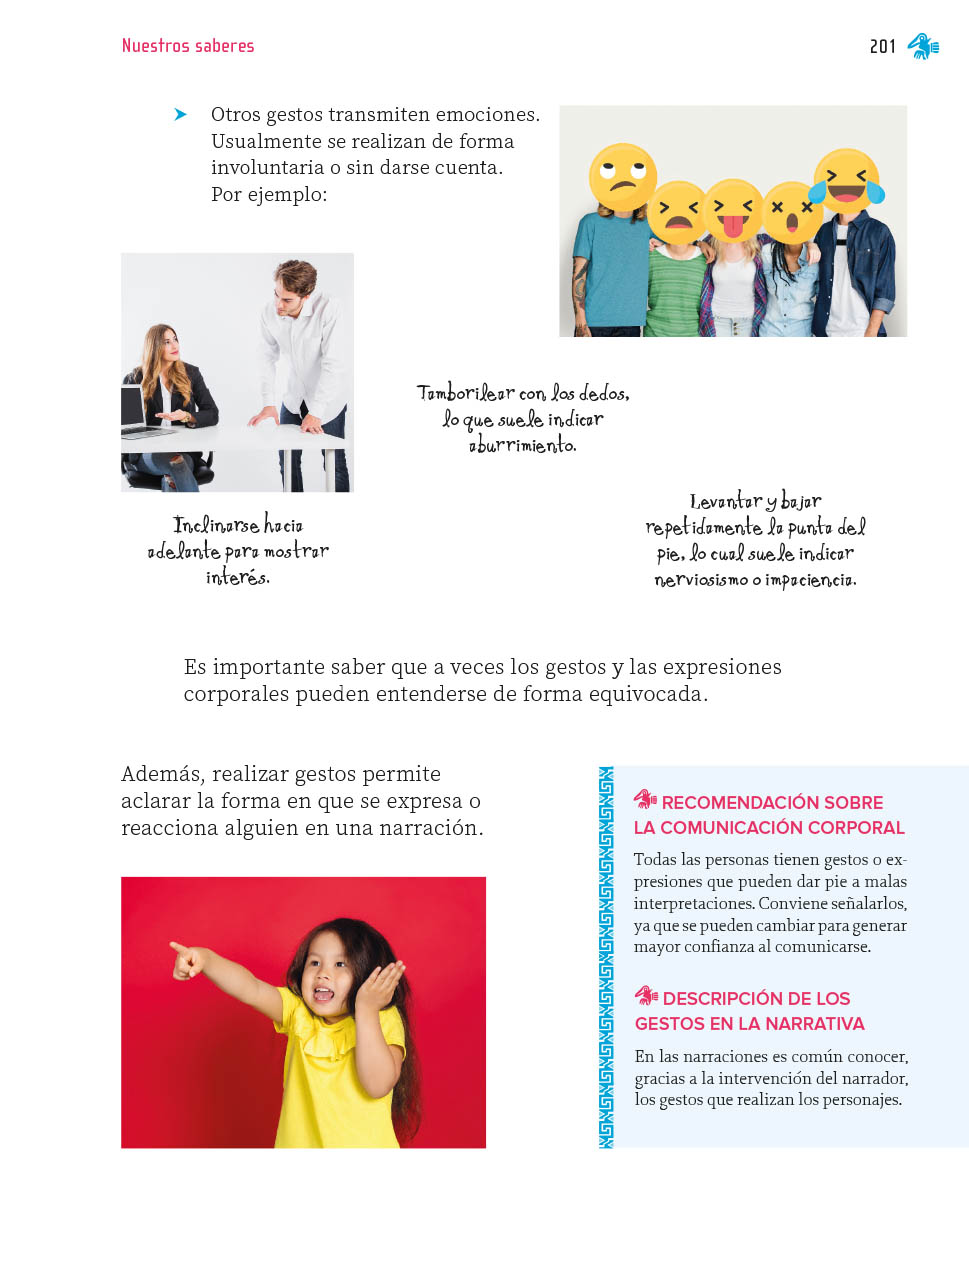 Nuestros saberes
201
Otros gestos transmiten emociones.
Usualmente se realizan de forma
involuntaria o sin darse cuenta.
Por ejemplo:
Tamborilear con los dedos,
lo que suele indicar
aburrimiento.
Levantar y bajar
repetidamente la punta del
pie, lo cual suele indicar
nerviosismo o impaciencia.
Inclinarse hacia
adelante para mostrar
interés.
Es importante saber que a veces los gestos y las expresiones
corporales pueden entenderse de forma equivocada.
Además, realizar gestos permite
aclarar la forma en que se expresa o
reacciona alguien en una narración.
RECOMENDACIÓN SOBRE
LA COMUNICACIÓN CORPORAL
Todas las personas tienen gestos o ex-
presiones que pueden dar pie a malas
interpretaciones. Conviene señalarlos,
ya que se pueden cambiar para generar
mayor confianza al comunicarse.
DESCRIPCIÓN DE LOS
GESTOS EN LA NARRATIVA
En las narraciones es común conocer,
gracias a la intervención del narrador,
los gestos que realizan los personajes.